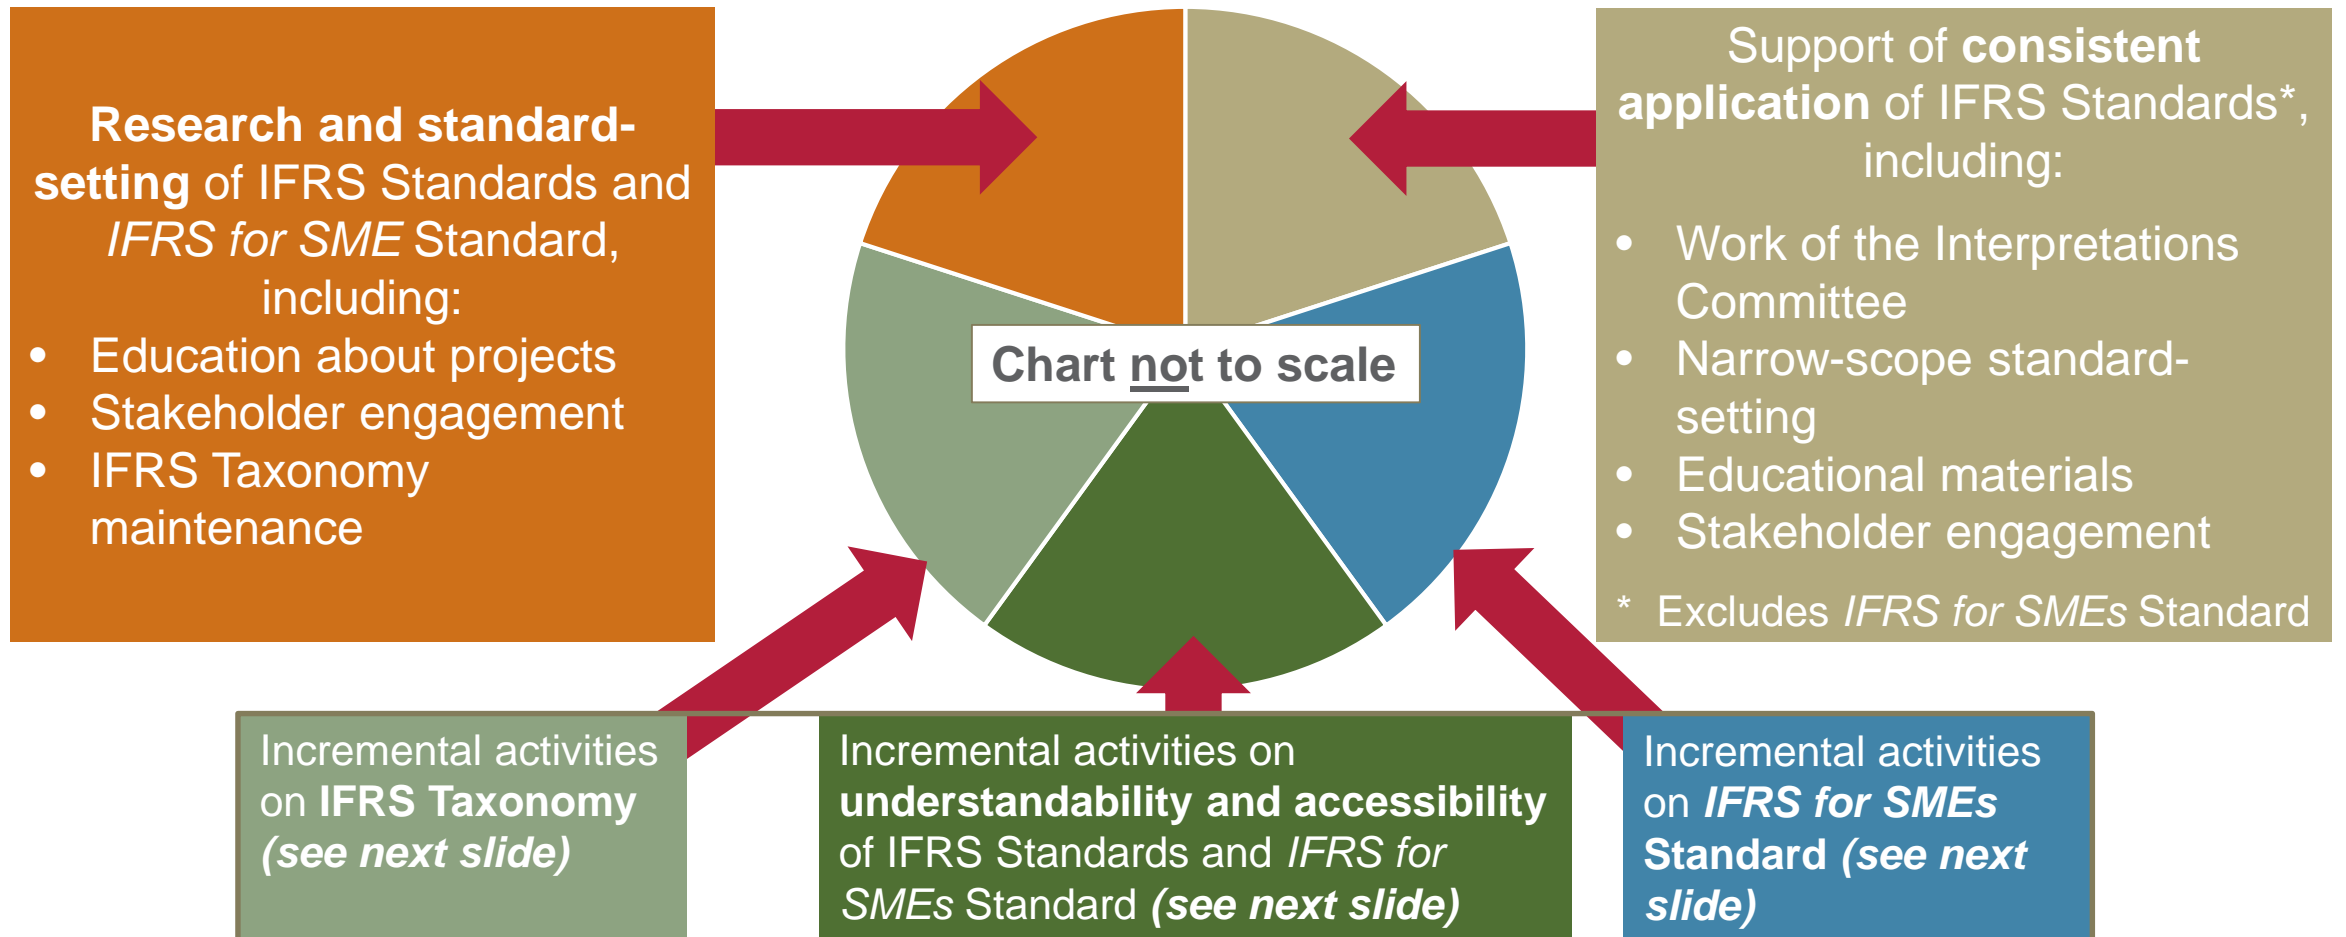 Research and standard-
setting of IFRS Standards and
IFRS for SME Standard,
including:
• Education about projects
• Stakeholder engagement
• IFRS Taxonomy
maintenance
Chart not to scale
Support of consistent
application of IFRS Standards*,
including:
• Work of the Interpretations
Committee
• Narrow-scope standard-
setting
• Educational materials
• Stakeholder engagement
* Excludes IFRS for SMEs Standard
Incremental activities
on IFRS Taxonomy
(see next slide)
Incremental activities on
understandability and accessibility
of IFRS Standards and IFRS for
SMEs Standard (see next slide)
Incremental activities
on IFRS for SMEs
Standard (see next
slide)